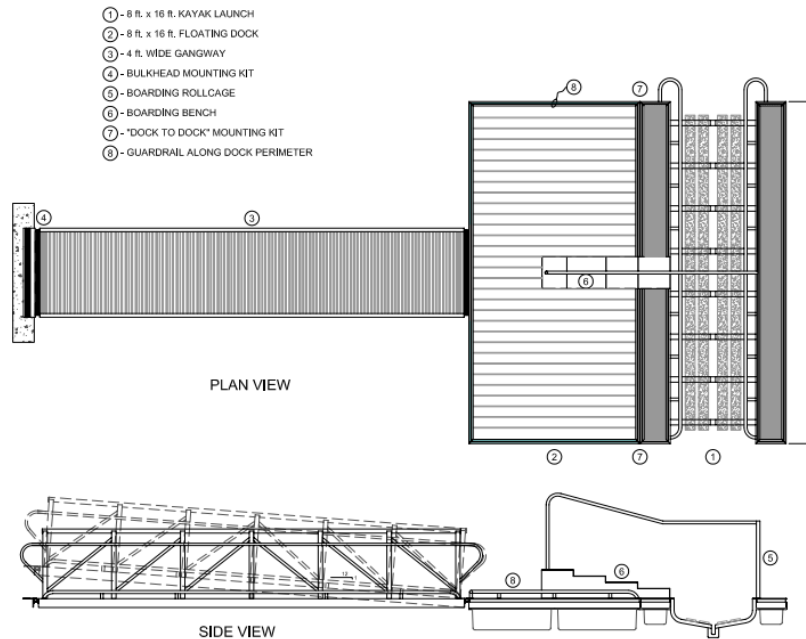 1 - 8 ft. x 16 ft. KAYAK LAUNCH
2 - 8 ft. x 16 ft. FLOATING DOCK
3 - 4 ft. WIDE GANGWAY
4 - BULKHEAD MOUNTING KIT
5 - BOARDING ROLLCAGE
6 - BOARDING BENCH
7 - "DOCK TO DOCK" MOUNTING KIT
8 - GUARDRAIL ALONG DOCK PERIMETER
8 7
4 3
6
PLAN VIEW
2 7 1
8 6 5
SIDE VIEW